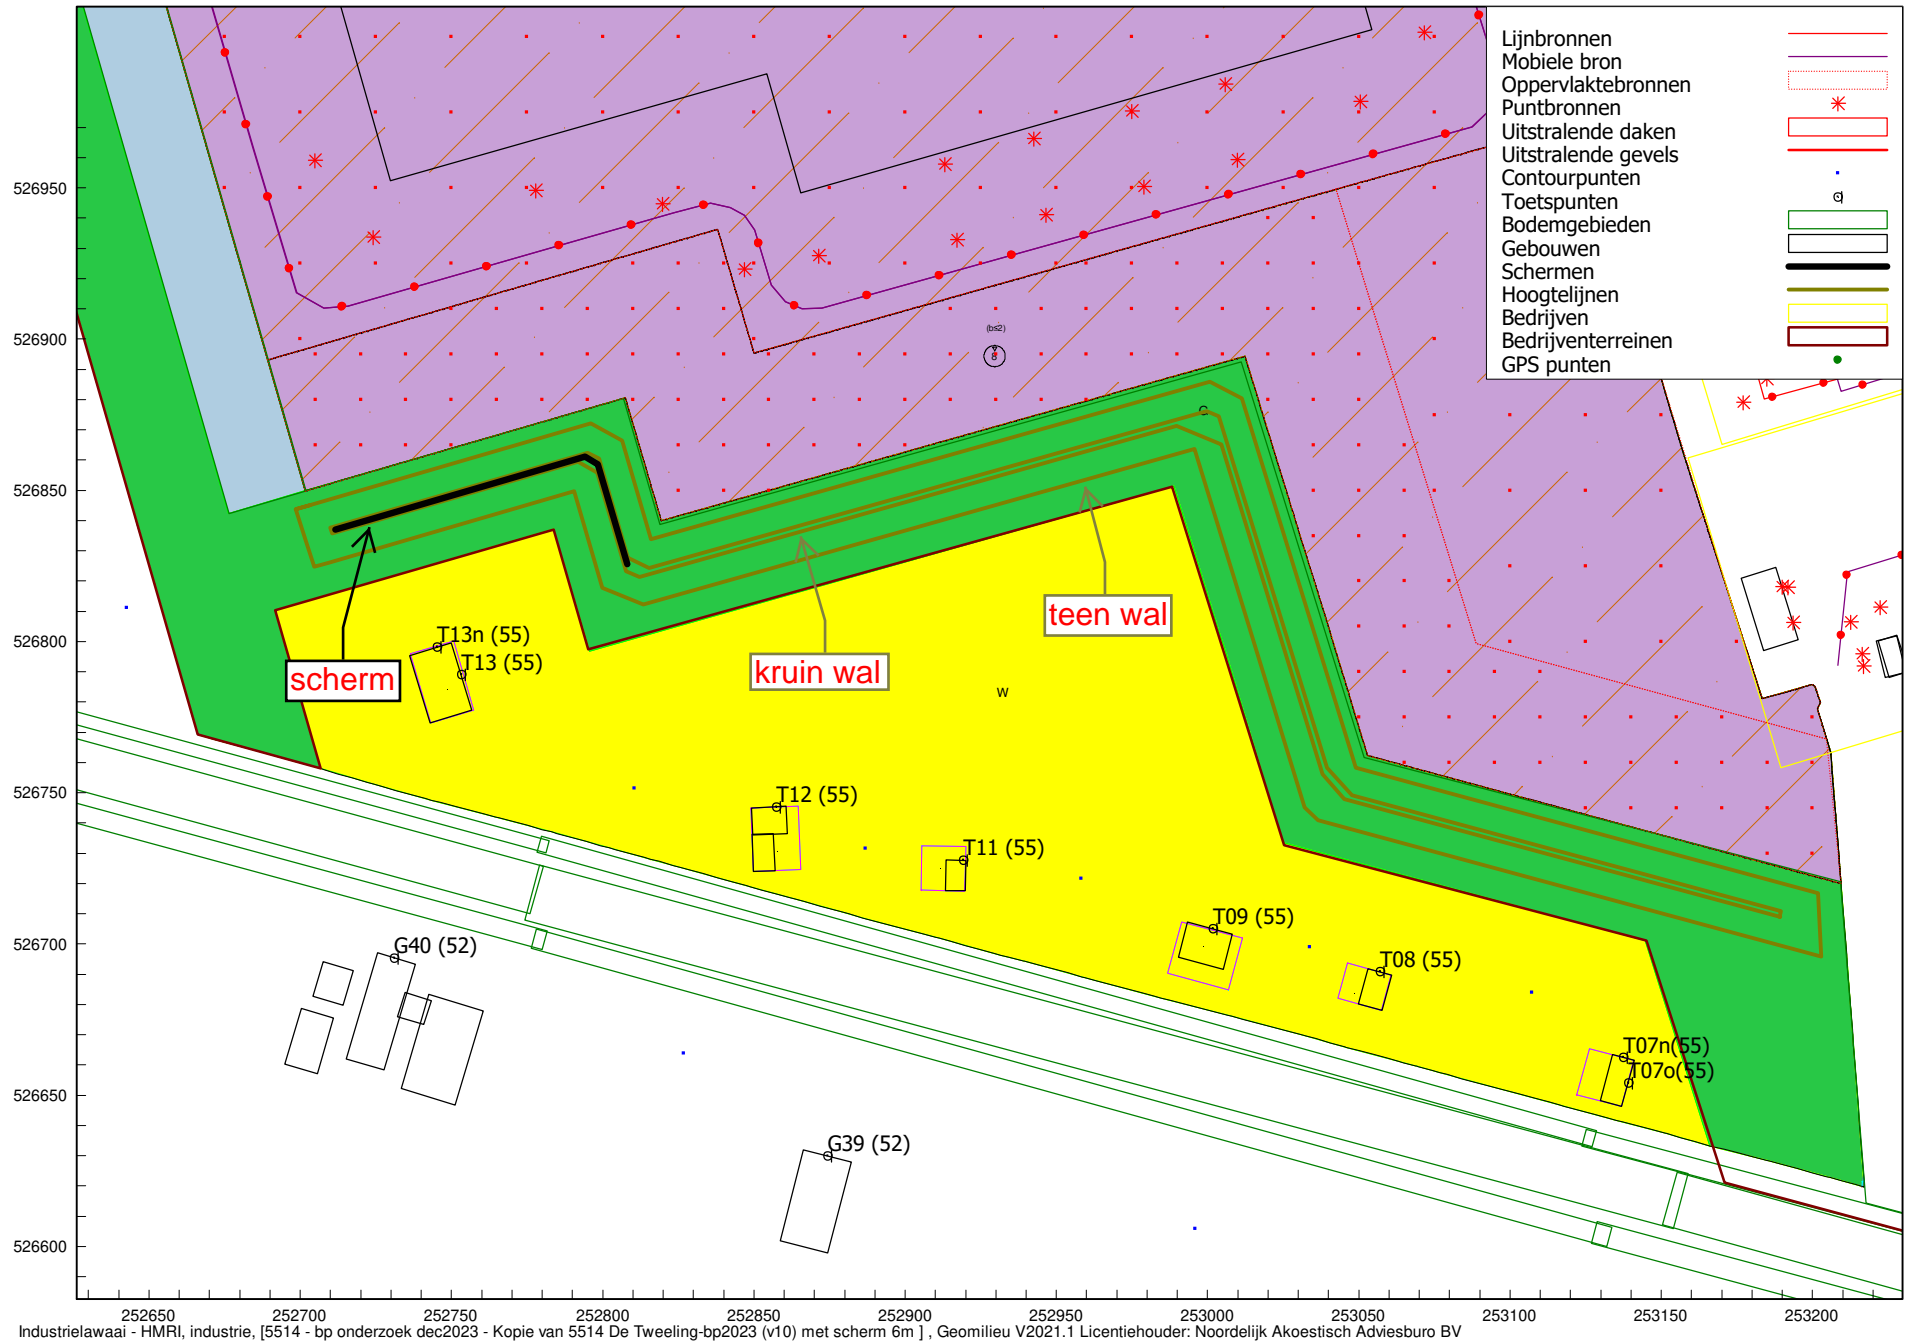 Lijnbronnen
Mobiele bron
Oppervlaktebronnen
Puntbronnen
Uitstralende daken
Uitstralende gevels
Contourpunten
Toetspunten
Bodemgebieden
Gebouwen
Schermen
Hoogtelijnen
Bedrijven
Bedrijventerreinen
GPS punten
526950
526900
526850
526800
526750
526700
526650
526600
(bs2)
8
teen wal
kruin wal
scherm
W
T13n (55)
T13 (55)
T12 (55)
T11 (55)
T09 (55)
T08 (55)
T07n(55)
T07o(55)
G40 (52)
G39 (52)
252650 252700 252750 252800 252850 252900 252950 253000 253050 253100 253150 253200
Industrielawaai - HMRI, industrie, [5514 - bp onderzoek dec2023 - Kopie van 5514 De Tweeling-bp2023 (v10) met scherm 6m ] , Geomilieu V2021.1 Licentiehouder: Noordelijk Akoestisch Adviesburo BV